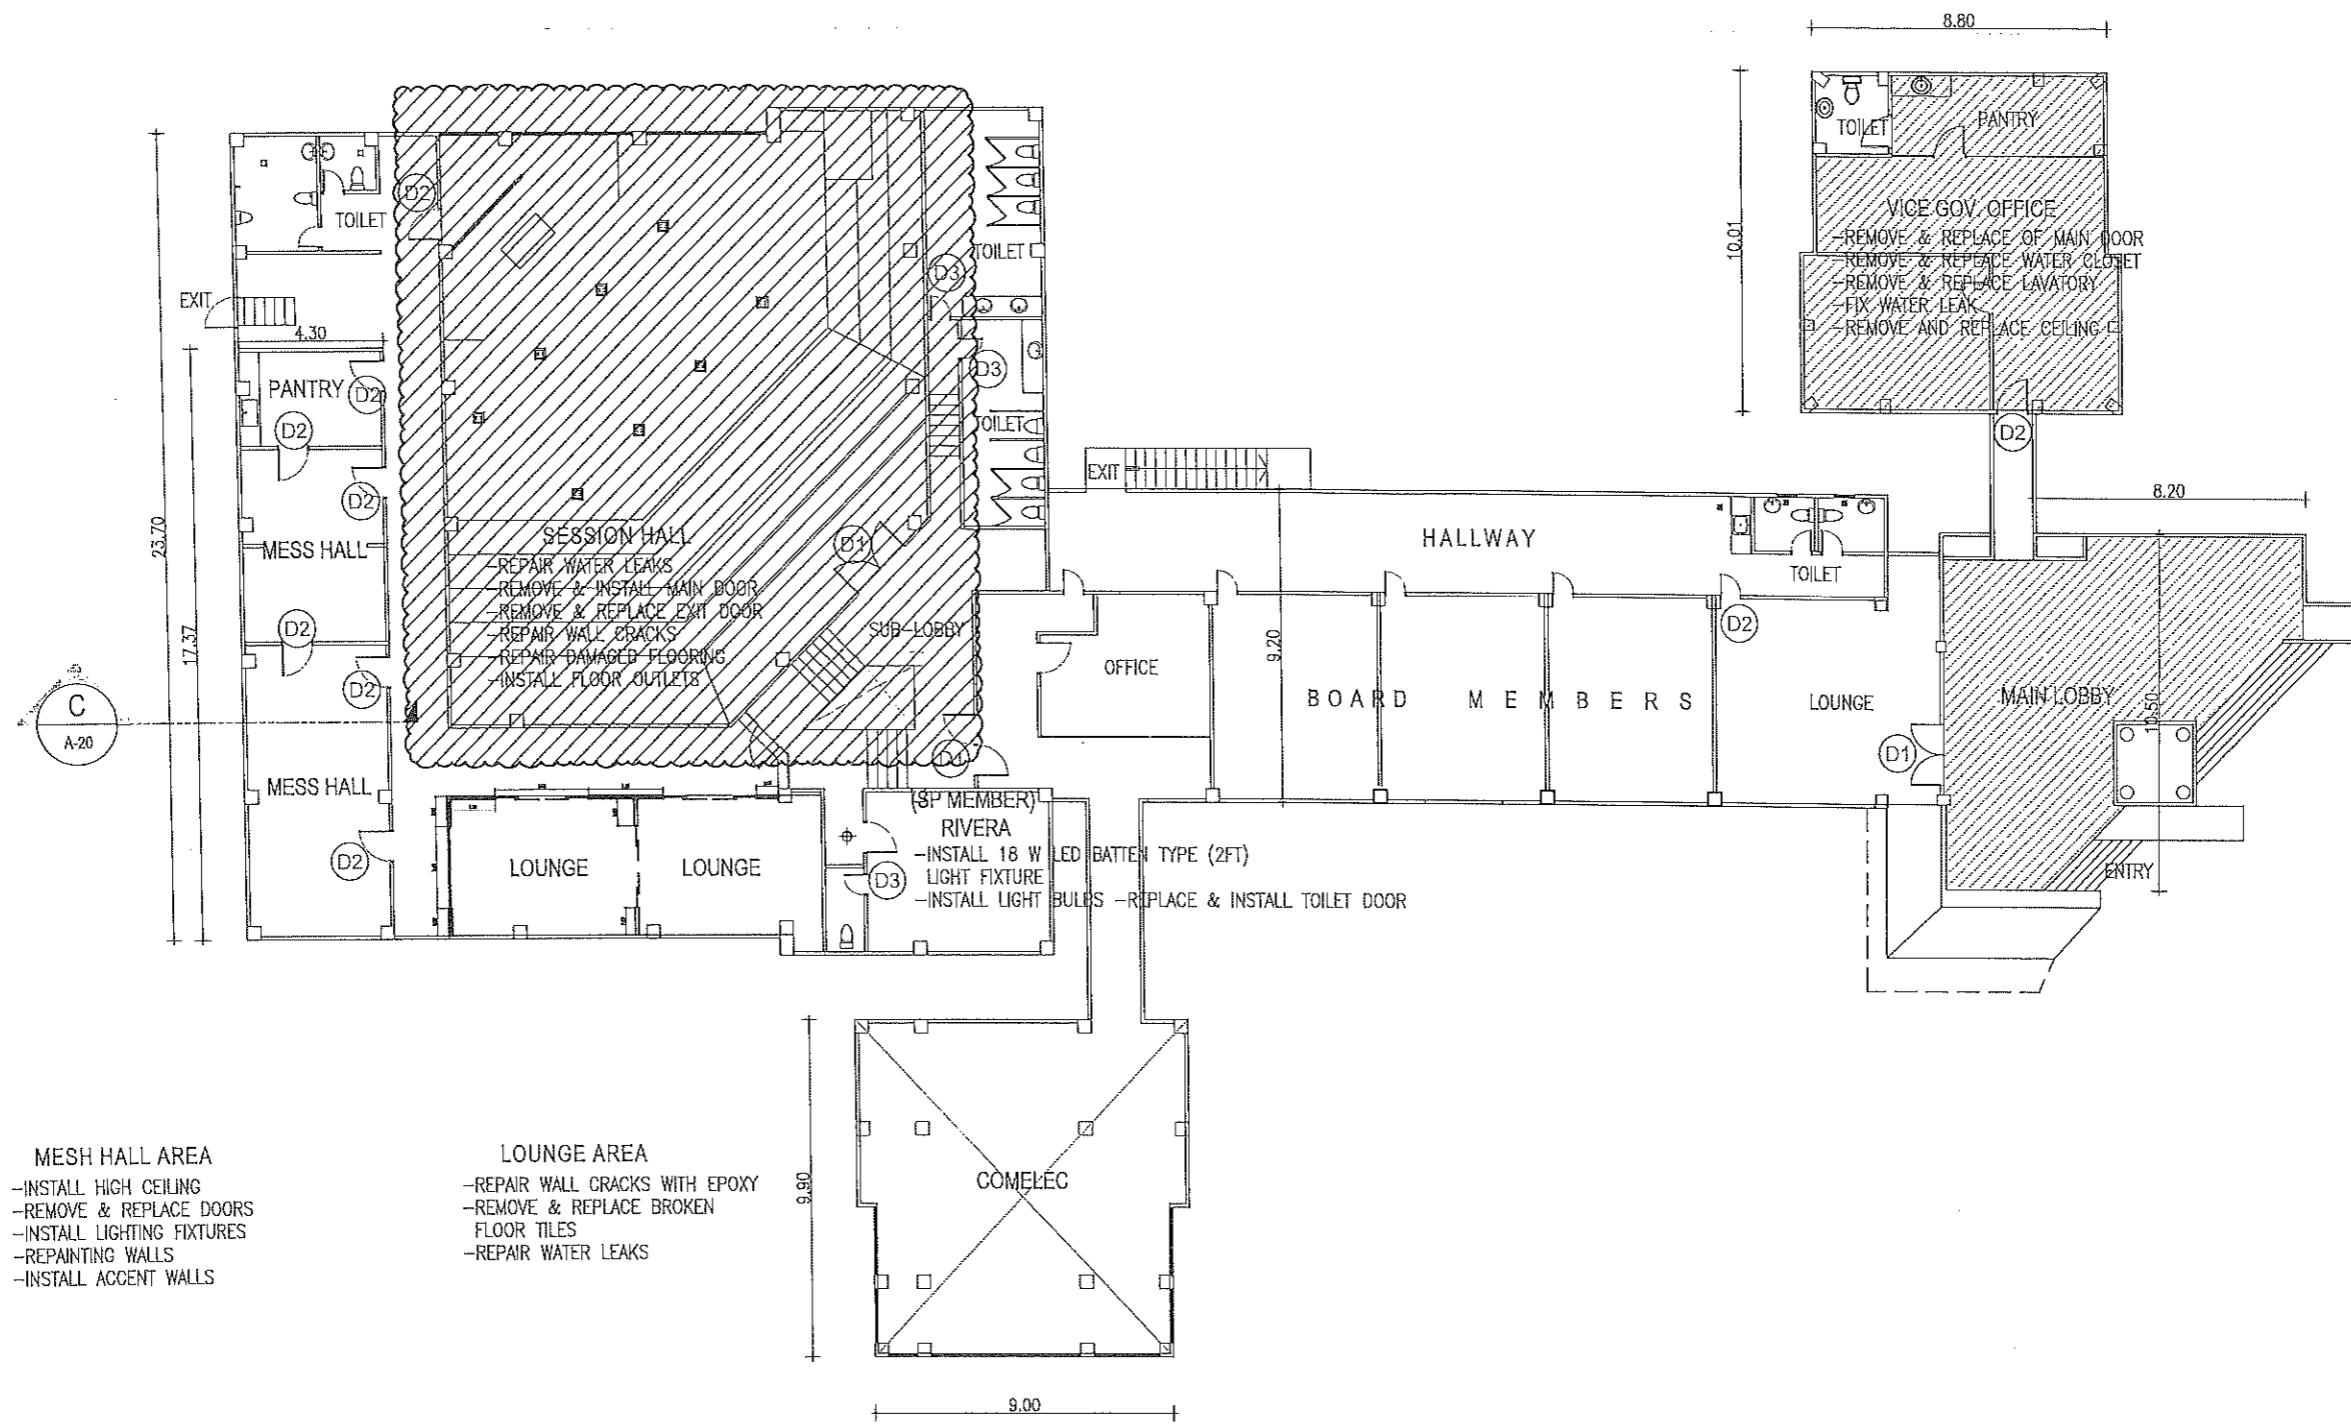 8.80
TOILET
PANTRY
10.01
VICE GOV. OFFICE
-REMOVE & REPLACE OF MAIN DOOR
-REMOVE & REPLACE WATER CLOSET
-REMOVE & REPLACE LAVATORY
-FIX WATER LEAK
-REMOVE AND REPLACE CEILING
D2
8.20
D2
TOILET
TOILET
D3
EXIT
4.30
D3
PANTRY
D2
D2
TOILET
EXIT
D2
23.70
MESS HALL
SESSION HALL
-REPAIR WATER LEAKS
-REMOVE & INSTALL MAIN DOOR
-REMOVE & REPLACE EXIT DOOR
-REPAIR WALL CRACKS
-REPAIR DAMAGED FLOORING
-INSTALL FLOOR OUTLETS
D1
SUB-LOBBY
HALLWAY
TOILET
D2
17.37
D2
D2
9.20
OFFICE
BOARD MEMBERS
D2
LOUNGE
MAIN LOBBY
10.50
C
A-20
D1
D1
MESS HALL
D2
LOUNGE
LOUNGE
(SP MEMBER)
RIVERA
-INSTALL 18 W LED BATTEN TYPE (2FT)
LIGHT FIXTURE
-INSTALL LIGHT BULBS -REPLACE & INSTALL TOILET DOOR
D3
ENTRY
9.90
COMELEC
9.00
MESH HALL AREA
-INSTALL HIGH CEILING
-REMOVE & REPLACE DOORS
-INSTALL LIGHTING FIXTURES
-REPAINTING WALLS
-INSTALL ACCENT WALLS
LOUNGE AREA
-REPAIR WALL CRACKS WITH EPOXY
-REMOVE & REPLACE BROKEN
FLOOR TILES
-REPAIR WATER LEAKS